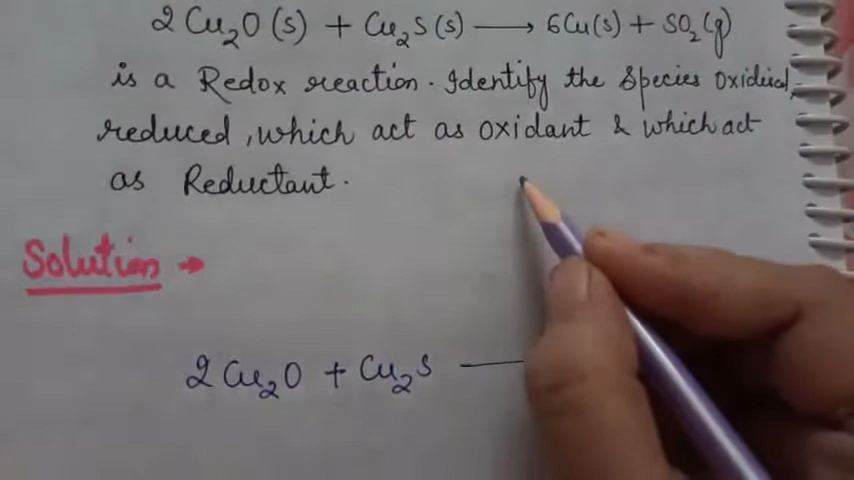 2Cu₂O(s) + Cu₂S(s) ⟶ 6Cu(s) + SO₂(g)
is a Redox reaction. Identify the Species oxidised,
reduced, which act as oxidant & which act
as Reductant.
Solution →
2Cu₂O + Cu₂S —